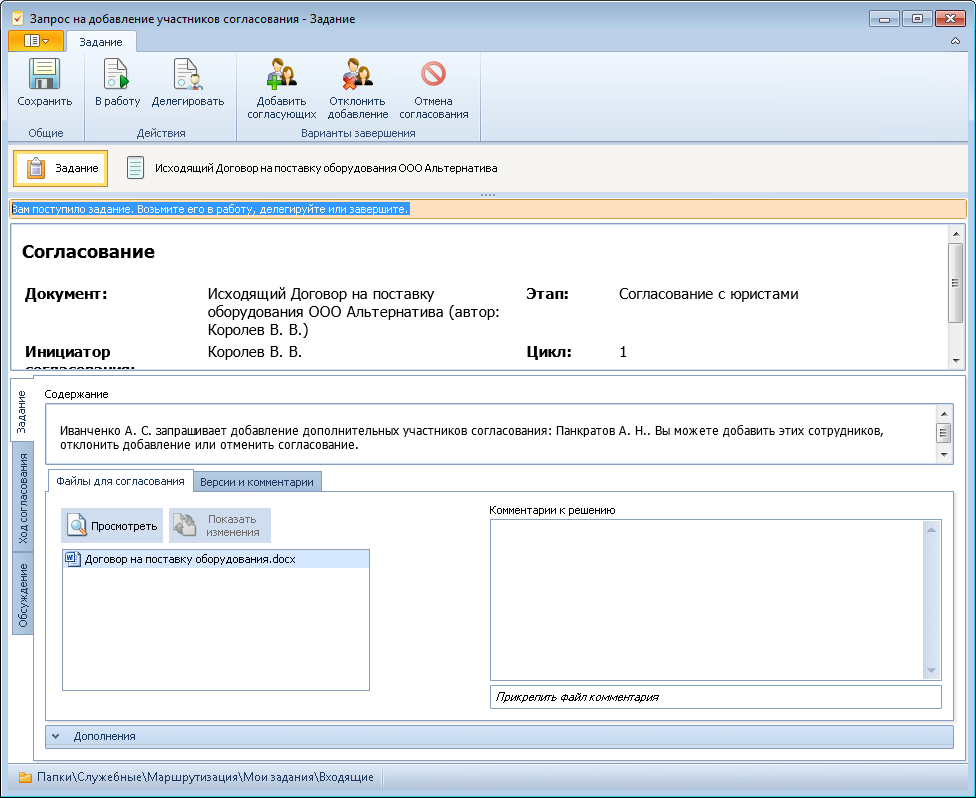 Запрос на добавление участников согласования - Задание
Задание
Сохранить
В работу
Делегировать
Добавить
согласующих
Отклонить
добавление
Отмена
согласования
Общие
Действия
Варианты завершения
Задание
Исходящий Договор на поставку оборудования ООО Альтернатива
Вам поступило задание. Возьмите его в работу, делегируйте или завершите.
Согласование
Документ:
Исходящий Договор на поставку
оборудования ООО Альтернатива (автор:
Королев В. В.)
Этап:
Согласование с юристами
Инициатор
согласования:
Королев В. В.
Цикл:
1
Задание
Ход согласования
Обсуждение
Содержание
Иванченко А. С. запрашивает добавление дополнительных участников согласования: Панкратов А. Н.. Вы можете добавить этих сотрудников,
отклонить добавление или отменить согласование.
Файлы для согласования
Версии и комментарии
Просмотреть
Показать
изменения
Договор на поставку оборудования.docx
Комментарии к решению
Прикрепить файл комментария
Дополнения
Папки\Служебные\Маршрутизация\Мои задания\Входящие